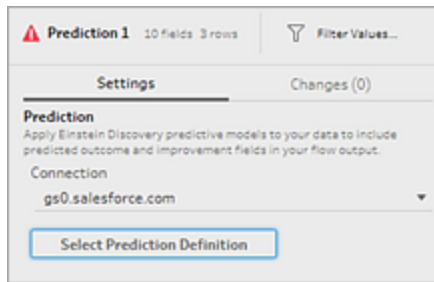 Prediction 1 10 fields 3 rows Filter Values...
Settings Changes (0)
Prediction
Apply Einstein Discovery predictive models to your data to include
predicted outcome and improvement fields in your flow output.
Connection
gs0.salesforce.com
Select Prediction Definition